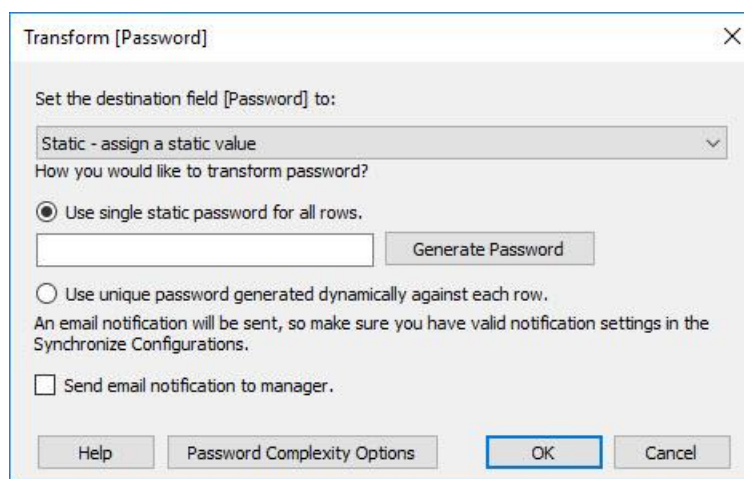 Transform [Password]
Set the destination field [Password] to:
Static - assign a static value
How you would like to transform password?
Use single static password for all rows.
Generate Password
Use unique password generated dynamically against each row.
An email notification will be sent, so make sure you have valid notification settings in the
Synchronize Configurations.
Send email notification to manager.
Help Password Complexity Options OK Cancel